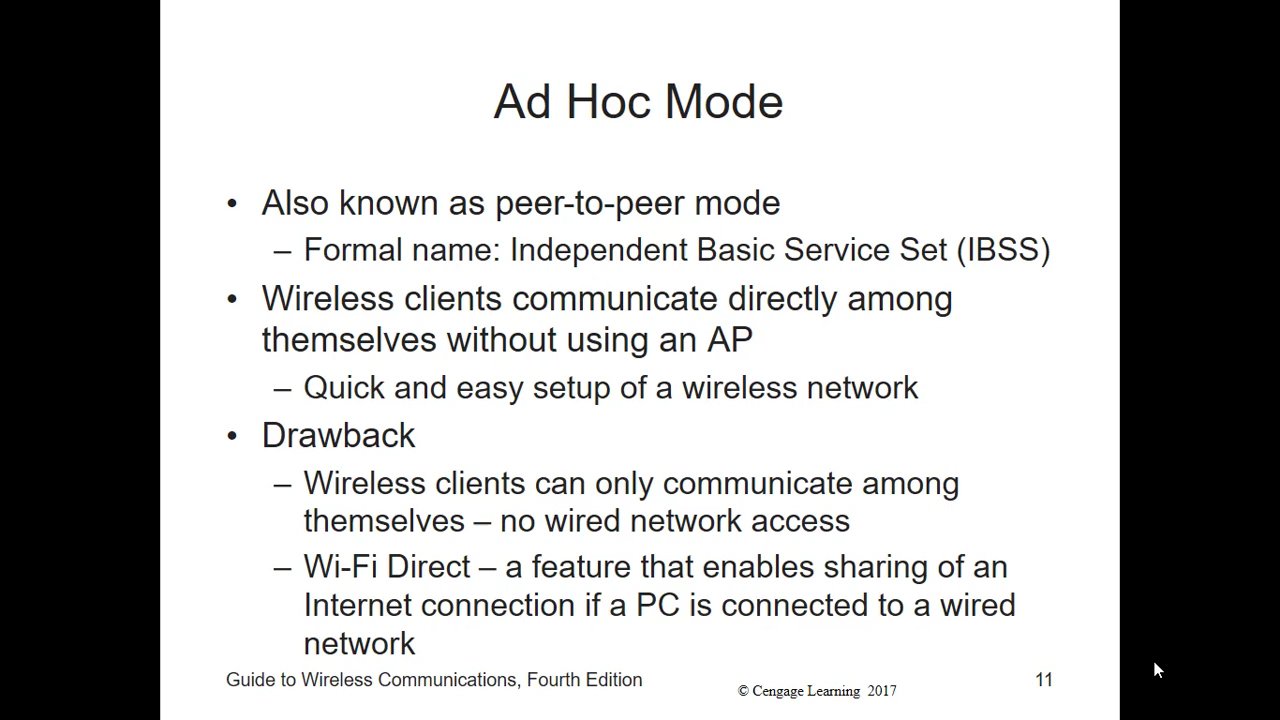 Ad Hoc Mode
• Also known as peer-to-peer mode
– Formal name: Independent Basic Service Set (IBSS)
• Wireless clients communicate directly among
themselves without using an AP
– Quick and easy setup of a wireless network
• Drawback
– Wireless clients can only communicate among
themselves – no wired network access
– Wi-Fi Direct – a feature that enables sharing of an
Internet connection if a PC is connected to a wired
network
Guide to Wireless Communications, Fourth Edition
© Cengage Learning 2017
11